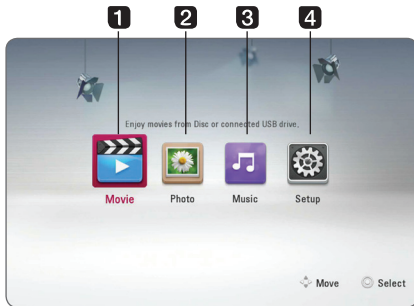 1 2 3 4
Enjoy movies from Disc or connected USB drive.
Movie Photo Music Setup
Move Select